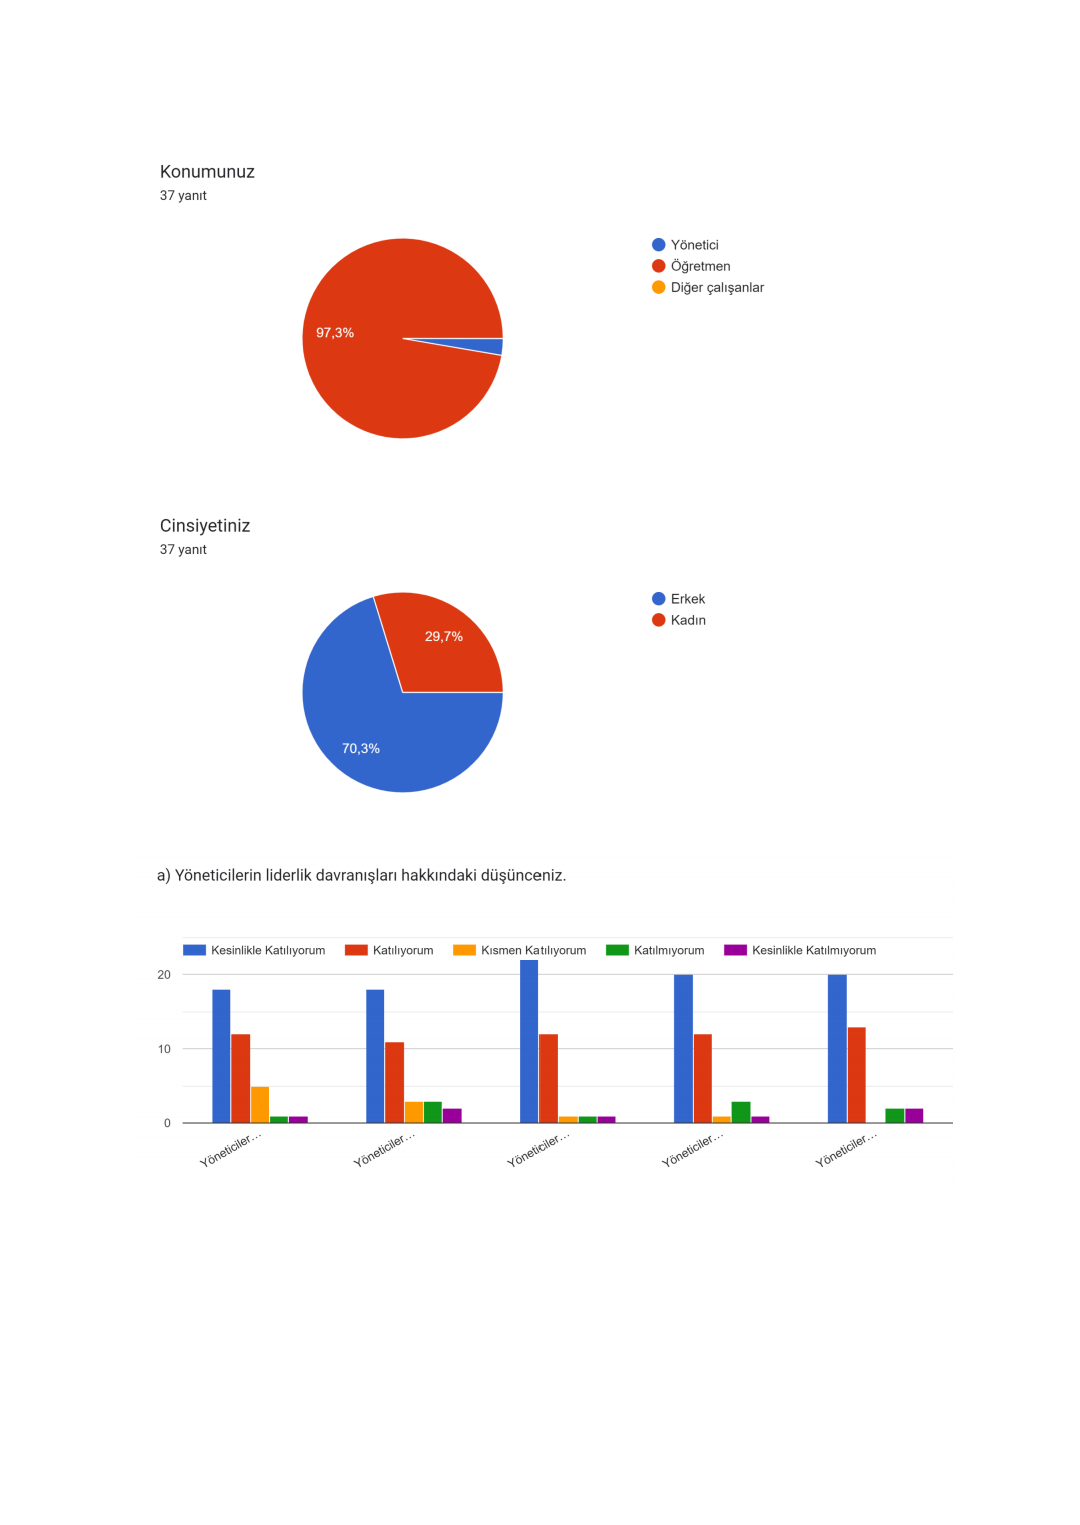 Konumunuz
37 yanıt
Yönetici
Öğretmen
Diğer çalışanlar
97,3%
Cinsiyetiniz
37 yanıt
Erkek
Kadın
29,7%
70,3%
a) Yöneticilerin liderlik davranışları hakkındaki düşünceniz.
Kesinlikle Katılıyorum Katılıyorum Kısmen Katılıyorum Katılmıyorum Kesinlikle Katılmıyorum
20
10
0
Yöneticiler… Yöneticiler… Yöneticiler… Yöneticiler… Yöneticiler…